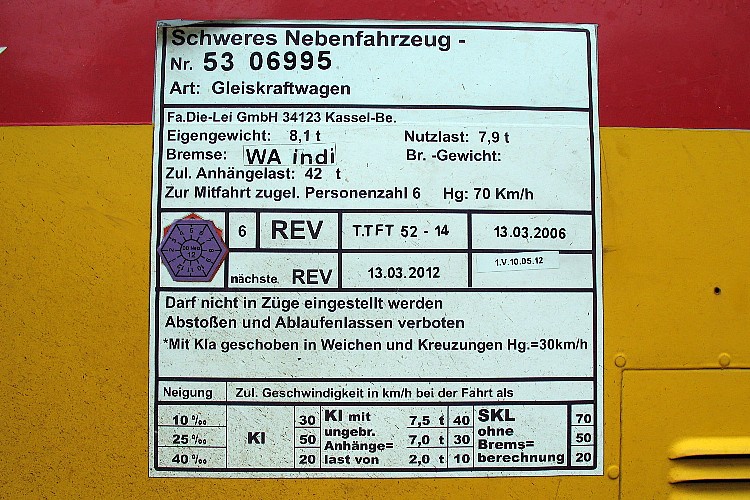 Schweres Nebenfahrzeug -
Nr. 53 06995
Art: Gleiskraftwagen
Fa.Die-Lei GmbH 34123 Kassel-Be.
Eigengewicht: 8,1 t Nutzlast: 7,9 t
Bremse: WA indi Br. -Gewicht:
Zul. Anhängelast: 42 t
Zur Mitfahrt zugel. Personenzahl 6 Hg: 70 Km/h
6 REV T.TFT 52 - 14 13.03.2006
nächste REV 13.03.2012 1.V.10.05.12
Darf nicht in Züge eingestellt werden
Abstoßen und Ablaufenlassen verboten
*Mit Kla geschoben in Weichen und Kreuzungen Hg.=30km/h
Neigung Zul. Geschwindigkeit in km/h bei der Fahrt als
10 ‰ 30 Kl mit 7,5 t 40 SKL 70
25 ‰ Kl 50 ungebr. Anhänge= 7,0 t 30 ohne Brems= 50
40 ‰ 20 last von 2,0 t 10 berechnung 20